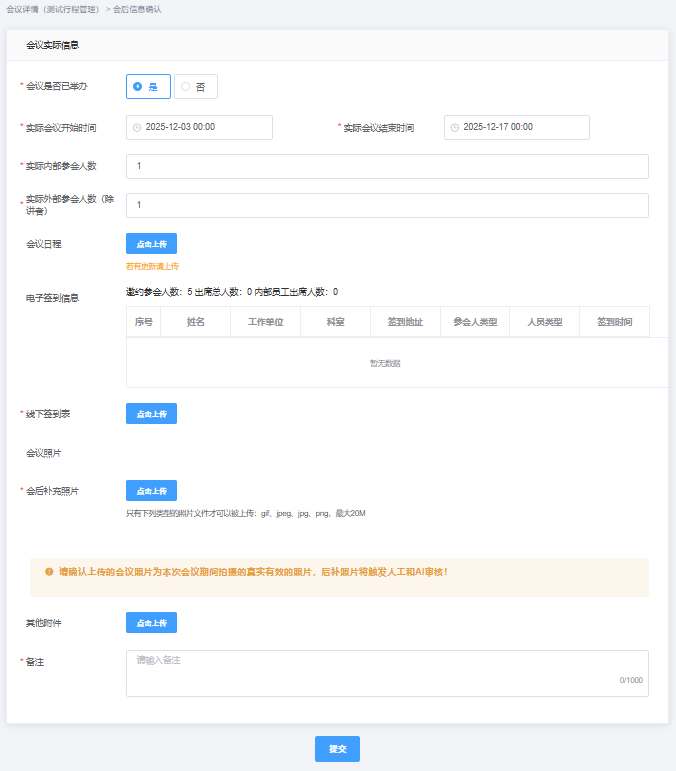 会议详情（测试行程管理） > 会后信息确认
会议实际信息
* 会议是否已举办 是 否
* 实际会议开始时间 2025-12-03 00:00 * 实际会议结束时间 2025-12-17 00:00
* 实际内部参会人数 1
* 实际外部参会人数（除讲者） 1
会议日程 点击上传
若有更新请上传
电子签到信息 邀约参会人数：5 出席总人数：0 内部员工出席人数：0
序号 姓名 工作单位 科室 签到地址 参会人类型 人员类型 签到时间
暂无数据
* 线下签到表 点击上传
会议照片
* 会后补充照片 点击上传
只有下列类型的照片文件才可以被上传：gif、jpeg、jpg、png，最大20M
请确认上传的会议照片为本次会议期间拍摄的真实有效的照片，后补照片将触发人工和AI审核！
其他附件 点击上传
* 备注 请输入备注
0/1000
提交